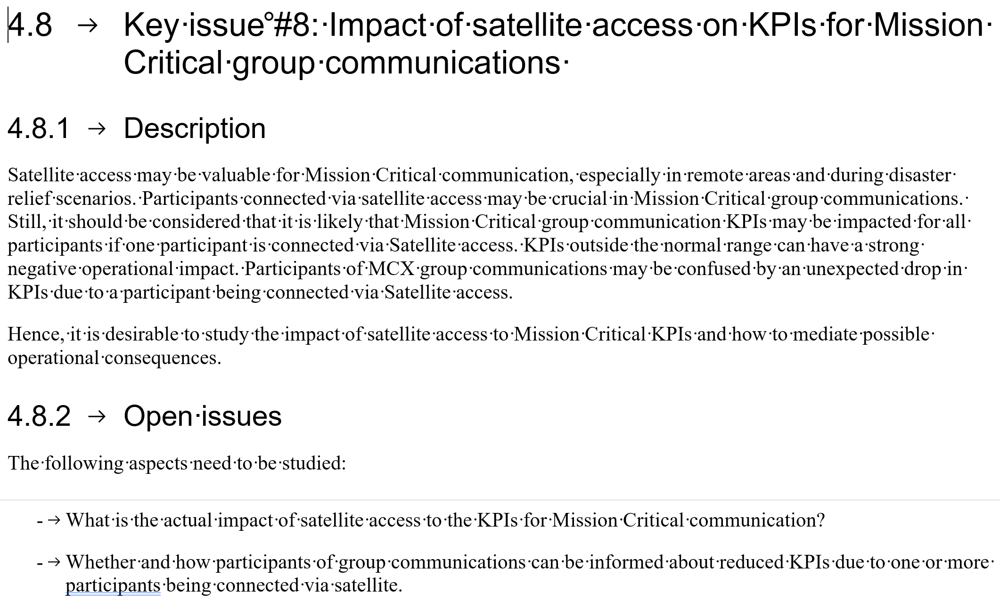 4.8 → Key·issue°#8:·Impact·of·satellite·access·on·KPIs·for·Mission·
Critical·group·communications·
4.8.1 → Description
Satellite·access·may·be·valuable·for·Mission·Critical·communication,·especially·in·remote·areas·and·during·disaster·
relief·scenarios.·Participants·connected·via·satellite·access·may·be·crucial·in·Mission·Critical·group·communications.·
Still,·it·should·be·considered·that·it·is·likely·that·Mission·Critical·group·communication·KPIs·may·be·impacted·for·all·
participants·if·one·participant·is·connected·via·Satellite·access.·KPIs·outside·the·normal·range·can·have·a·strong·
negative·operational·impact.·Participants·of·MCX·group·communications·may·be·confused·by·an·unexpected·drop·in·
KPIs·due·to·a·participant·being·connected·via·Satellite·access.
Hence,·it·is·desirable·to·study·the·impact·of·satellite·access·to·Mission·Critical·KPIs·and·how·to·mediate·possible·
operational·consequences.
4.8.2 → Open·issues
The·following·aspects·need·to·be·studied:
- → What·is·the·actual·impact·of·satellite·access·to·the·KPIs·for·Mission·Critical·communication?
- → Whether·and·how·participants·of·group·communications·can·be·informed·about·reduced·KPIs·due·to·one·or·more·
participants·being·connected·via·satellite.